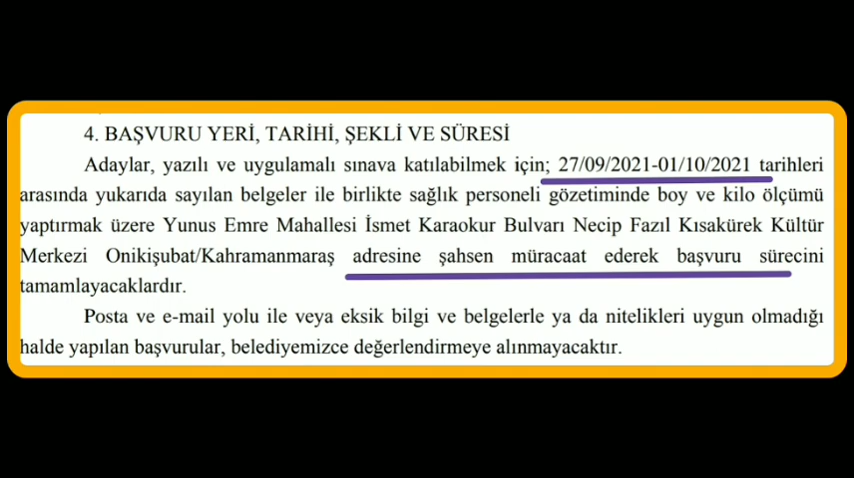 4. BAŞVURU YERİ, TARİHİ, ŞEKLİ VE SÜRESİ
Adaylar, yazılı ve uygulamalı sınava katılabilmek için; 27/09/2021-01/10/2021 tarihleri
arasında yukarıda sayılan belgeler ile birlikte sağlık personeli gözetiminde boy ve kilo ölçümü
yaptırmak üzere Yunus Emre Mahallesi İsmet Karaokur Bulvarı Necip Fazıl Kısakürek Kültür
Merkezi Onikişubat/Kahramanmaraş adresine şahsen müracaat ederek başvuru sürecini
tamamlayacaklardır.
Posta ve e-mail yolu ile veya eksik bilgi ve belgelerle ya da nitelikleri uygun olmadığı
halde yapılan başvurular, belediyemizce değerlendirmeye alınmayacaktır.